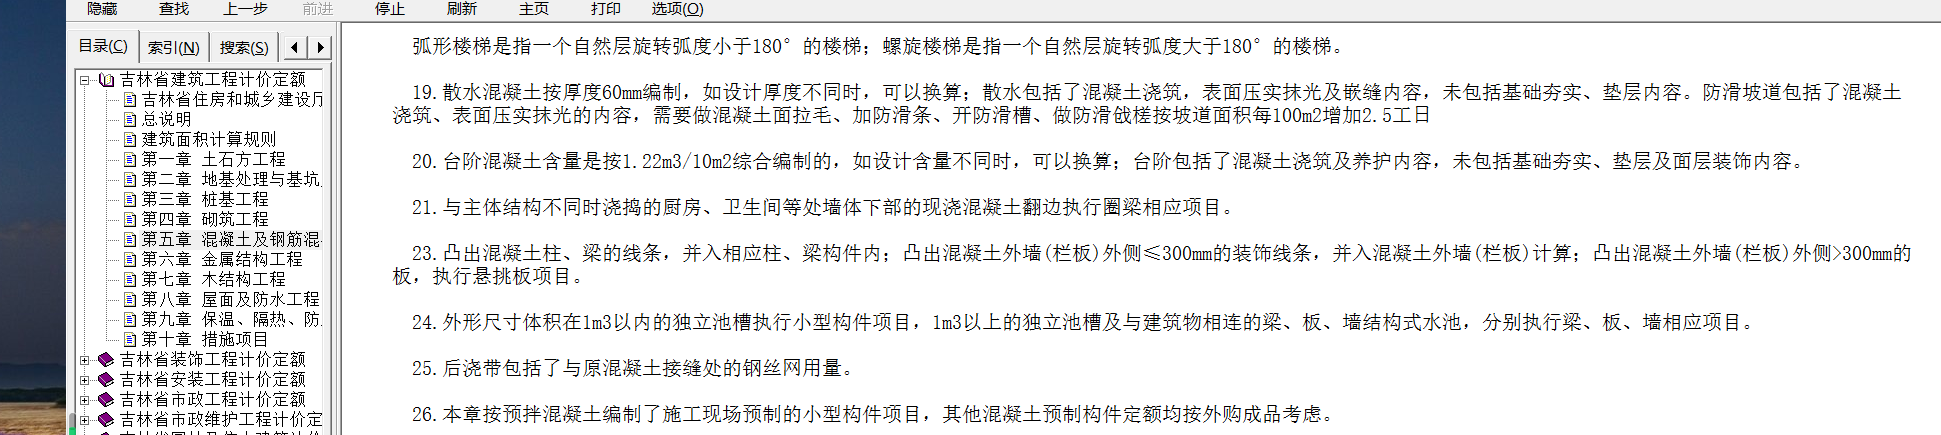 隐藏 查找 上一步 前进 停止 刷新 主页 打印 选项(O)
目录(C) 索引(N) 搜索(S)
吉林省建筑工程计价定额
吉林省住房和城乡建设厅
总说明
建筑面积计算规则
第一章 土石方工程
第二章 地基处理与基坑
第三章 桩基工程
第四章 砌筑工程
第五章 混凝土及钢筋混
第六章 金属结构工程
第七章 木结构工程
第八章 屋面及防水工程
第九章 保温、隔热、防
第十章 措施项目
吉林省装饰工程计价定额
吉林省安装工程计价定额
吉林省市政工程计价定额
吉林省市政维护工程计价定
弧形楼梯是指一个自然层旋转弧度小于180°的楼梯；螺旋楼梯是指一个自然层旋转弧度大于180°的楼梯。
19.散水混凝土按厚度60mm编制，如设计厚度不同时，可以换算；散水包括了混凝土浇筑，表面压实抹光及嵌缝内容，未包括基础夯实、垫层内容。防滑坡道包括了混凝土
浇筑、表面压实抹光的内容，需要做混凝土面拉毛、加防滑条、开防滑槽、做防滑戗槎按坡道面积每100m2增加2.5工日
20.台阶混凝土含量是按1.22m3/10m2综合编制的，如设计含量不同时，可以换算；台阶包括了混凝土浇筑及养护内容，未包括基础夯实、垫层及面层装饰内容。
21.与主体结构不同时浇捣的厨房、卫生间等处墙体下部的现浇混凝土翻边执行圈梁相应项目。
23.凸出混凝土柱、梁的线条，并入相应柱、梁构件内；凸出混凝土外墙(栏板)外侧≤300mm的装饰线条，并入混凝土外墙(栏板)计算；凸出混凝土外墙(栏板)外侧>300mm的
板，执行悬挑板项目。
24.外形尺寸体积在1m3以内的独立池槽执行小型构件项目，1m3以上的独立池槽及与建筑物相连的梁、板、墙结构式水池，分别执行梁、板、墙相应项目。
25.后浇带包括了与原混凝土接缝处的钢丝网用量。
26.本章按预拌混凝土编制了施工现场预制的小型构件项目，其他混凝土预制构件定额均按外购成品考虑。